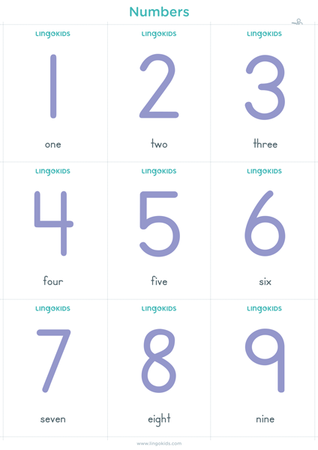 Numbers
LINGOKIDS LINGOKIDS LINGOKIDS
1 2 3
one two three
LINGOKIDS LINGOKIDS LINGOKIDS
4 5 6
four five six
LINGOKIDS LINGOKIDS LINGOKIDS
7 8 9
seven eight nine
www.lingokids.com